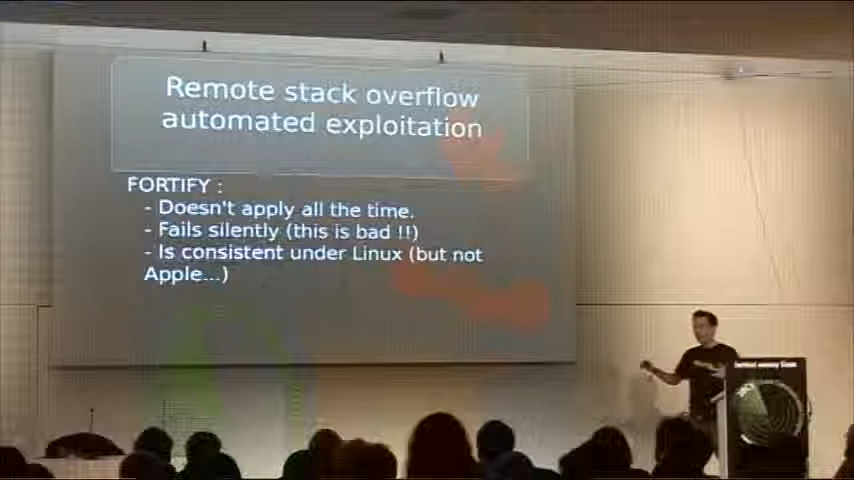 Remote stack overflow
automated exploitation
FORTIFY :
- Doesn't apply all the time.
- Fails silently (this is bad !!)
- Is consistent under Linux (but not
Apple...)